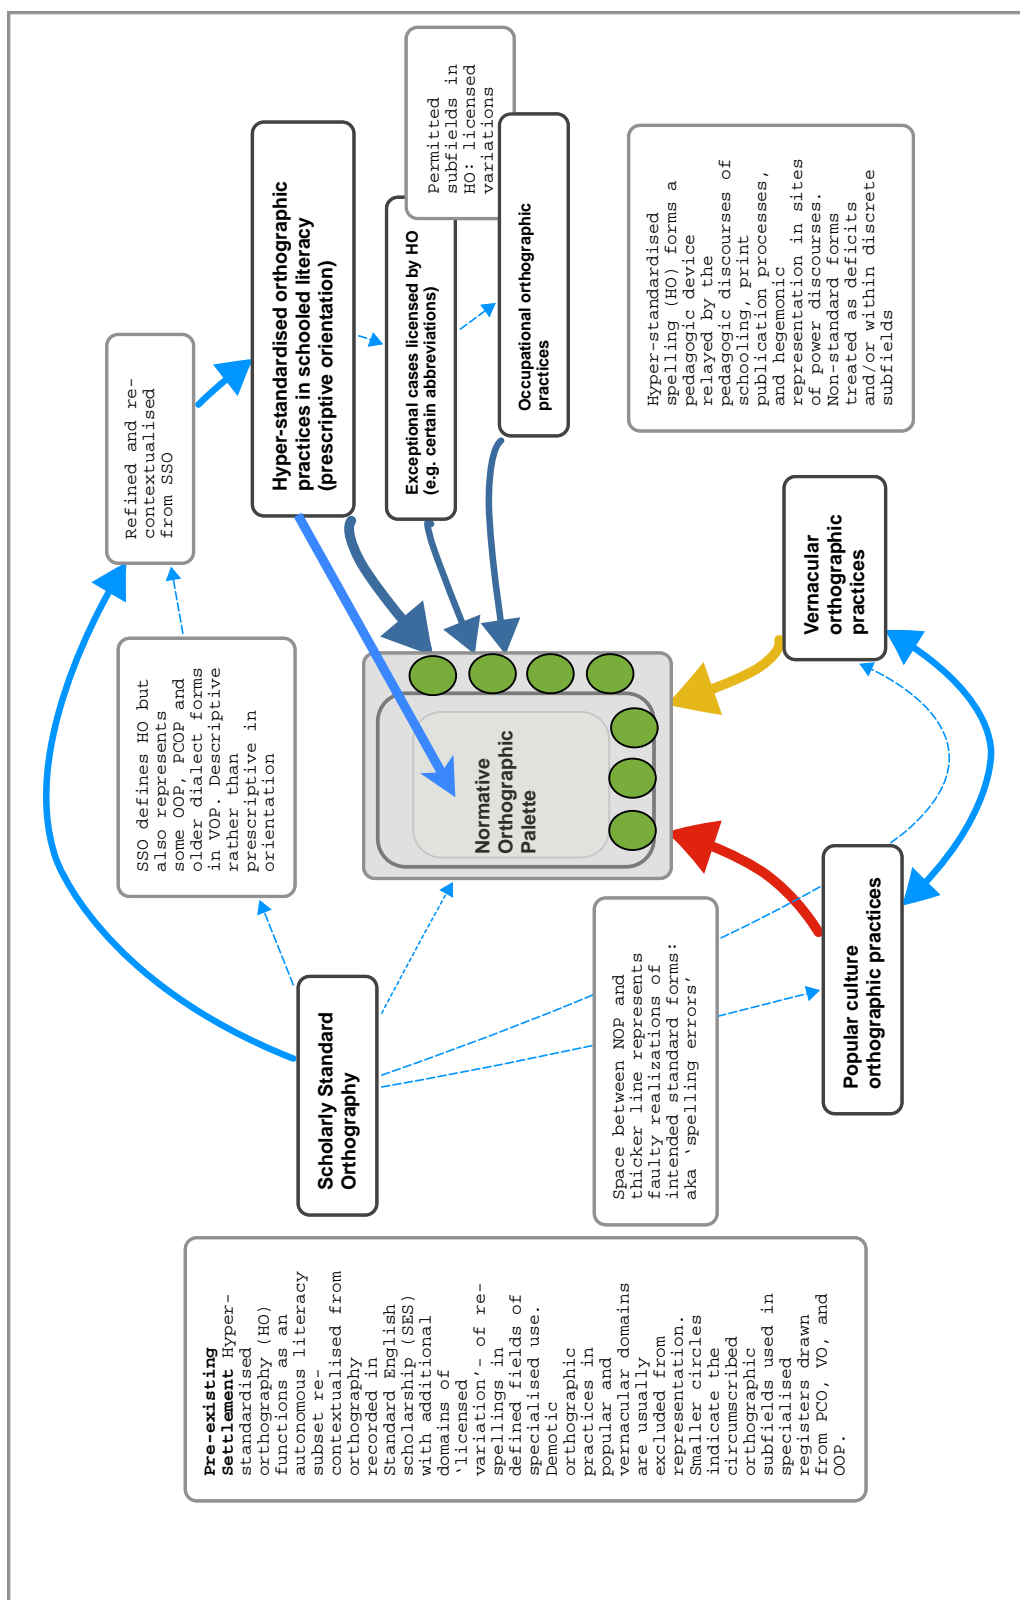 Pre-existing
Settlement Hyper-
standardised
orthography (HO)
functions as an
autonomous literacy
subset re-
contextualised from
orthography
recorded in
Standard English
scholarship (SES)
with additional
domains of
‘licensed
variation’- of re-
spellings in
defined fields of
specialised use.
Demotic
orthographic
practices in
popular and
vernacular domains
are usually
excluded from
representation.
Smaller circles
indicate the
circumscribed
orthographic
subfields used in
specialised
registers drawn
from PCO, VO, and
OOP.
Scholarly Standard
Orthography
SSO defines HO but
also represents
some OOP, PCOP and
older dialect forms
in VOP. Descriptive
rather than
prescriptive in
orientation
Refined and re-
contextualised
from SSO
Hyper-standardised orthographic
practices in schooled literacy
(prescriptive orientation)
Exceptional cases licensed by HO
(e.g. certain abbreviations)
Permitted
subfields in
HO: licensed
variations
Occupational orthographic
practices
Normative
Orthographic
Palette
Space between NOP and
thicker line represents
faulty realizations of
intended standard forms:
aka ‘spelling errors’
Popular culture
orthographic practices
Vernacular
orthographic
practices
Hyper-standardised
spelling (HO) forms a
pedagogic device
relayed by the
pedagogic discourses of
schooling, print
publication processes,
and hegemonic
representation in sites
of power discourses.
Non-standard forms
treated as deficits
and/or within discrete
subfields